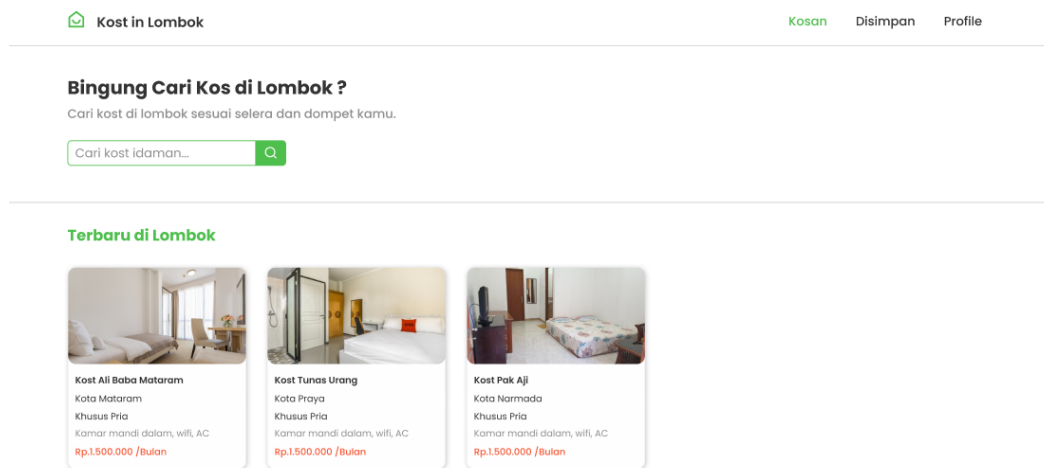 Kost in Lombok
Kosan Disimpan Profile
Bingung Cari Kos di Lombok ?
Cari kost di lombok sesuai selera dan dompet kamu.
Cari kost idaman...
Terbaru di Lombok
Kost Ali Baba Mataram
Kota Mataram
Khusus Pria
Kamar mandi dalam, wifi, AC
Rp.1.500.000 /Bulan
Kost Tunas Urang
Kota Praya
Khusus Pria
Kamar mandi dalam, wifi, AC
Rp.1.500.000 /Bulan
Kost Pak Aji
Kota Narmada
Khusus Pria
Kamar mandi dalam, wifi, AC
Rp.1.500.000 /Bulan